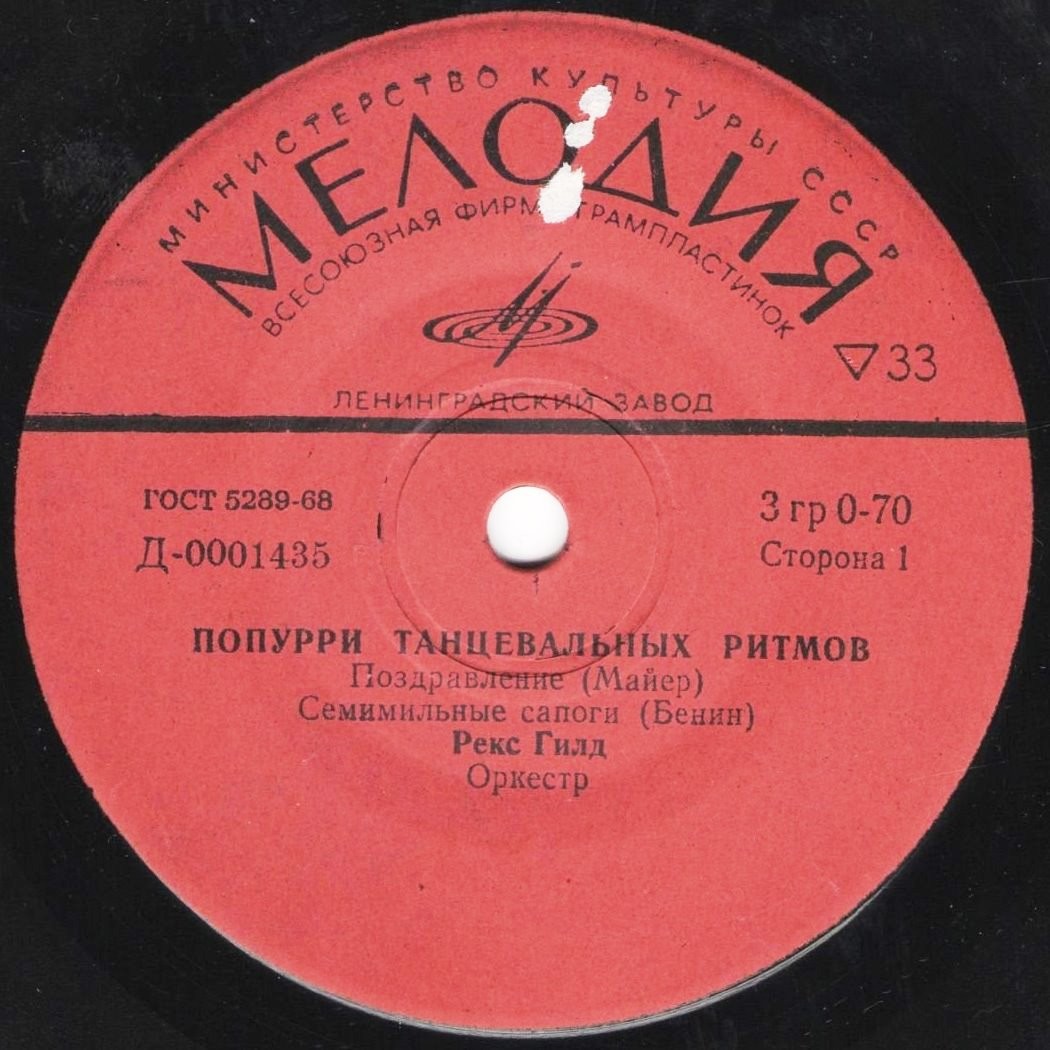 МИНИСТЕРСТВО КУЛЬТУРЫ СССР
МЕЛОДИЯ
ВСЕСОЮЗНАЯ ФИРМА ГРАМПЛАСТИНОК
▽33
ЛЕНИНГРАДСКИЙ ЗАВОД
ГОСТ 5289-68
3 гр 0-70
Д-0001435
Сторона 1
ПОПУРРИ ТАНЦЕВАЛЬНЫХ РИТМОВ
Поздравление (Майер)
Семимильные сапоги (Бенин)
Рекс Гилд
Оркестр